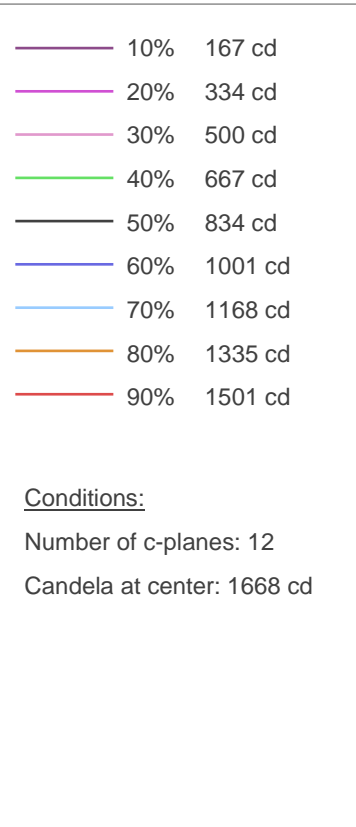 10% 167 cd
20% 334 cd
30% 500 cd
40% 667 cd
50% 834 cd
60% 1001 cd
70% 1168 cd
80% 1335 cd
90% 1501 cd
Conditions:
Number of c-planes: 12
Candela at center: 1668 cd